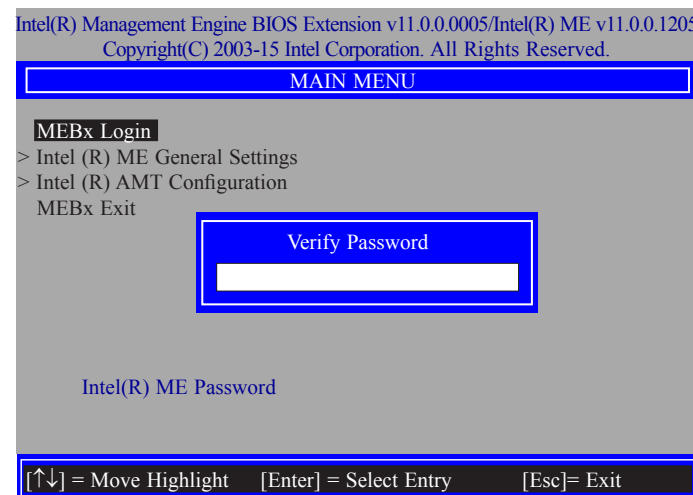 Intel(R) Management Engine BIOS Extension v11.0.0.0005/Intel(R) ME v11.0.0.1205
Copyright(C) 2003-15 Intel Corporation. All Rights Reserved.
MAIN MENU
MEBx Login
> Intel (R) ME General Settings
> Intel (R) AMT Configuration
MEBx Exit
Verify Password
Intel(R) ME Password
[↑↓] = Move Highlight [Enter] = Select Entry [Esc]= Exit